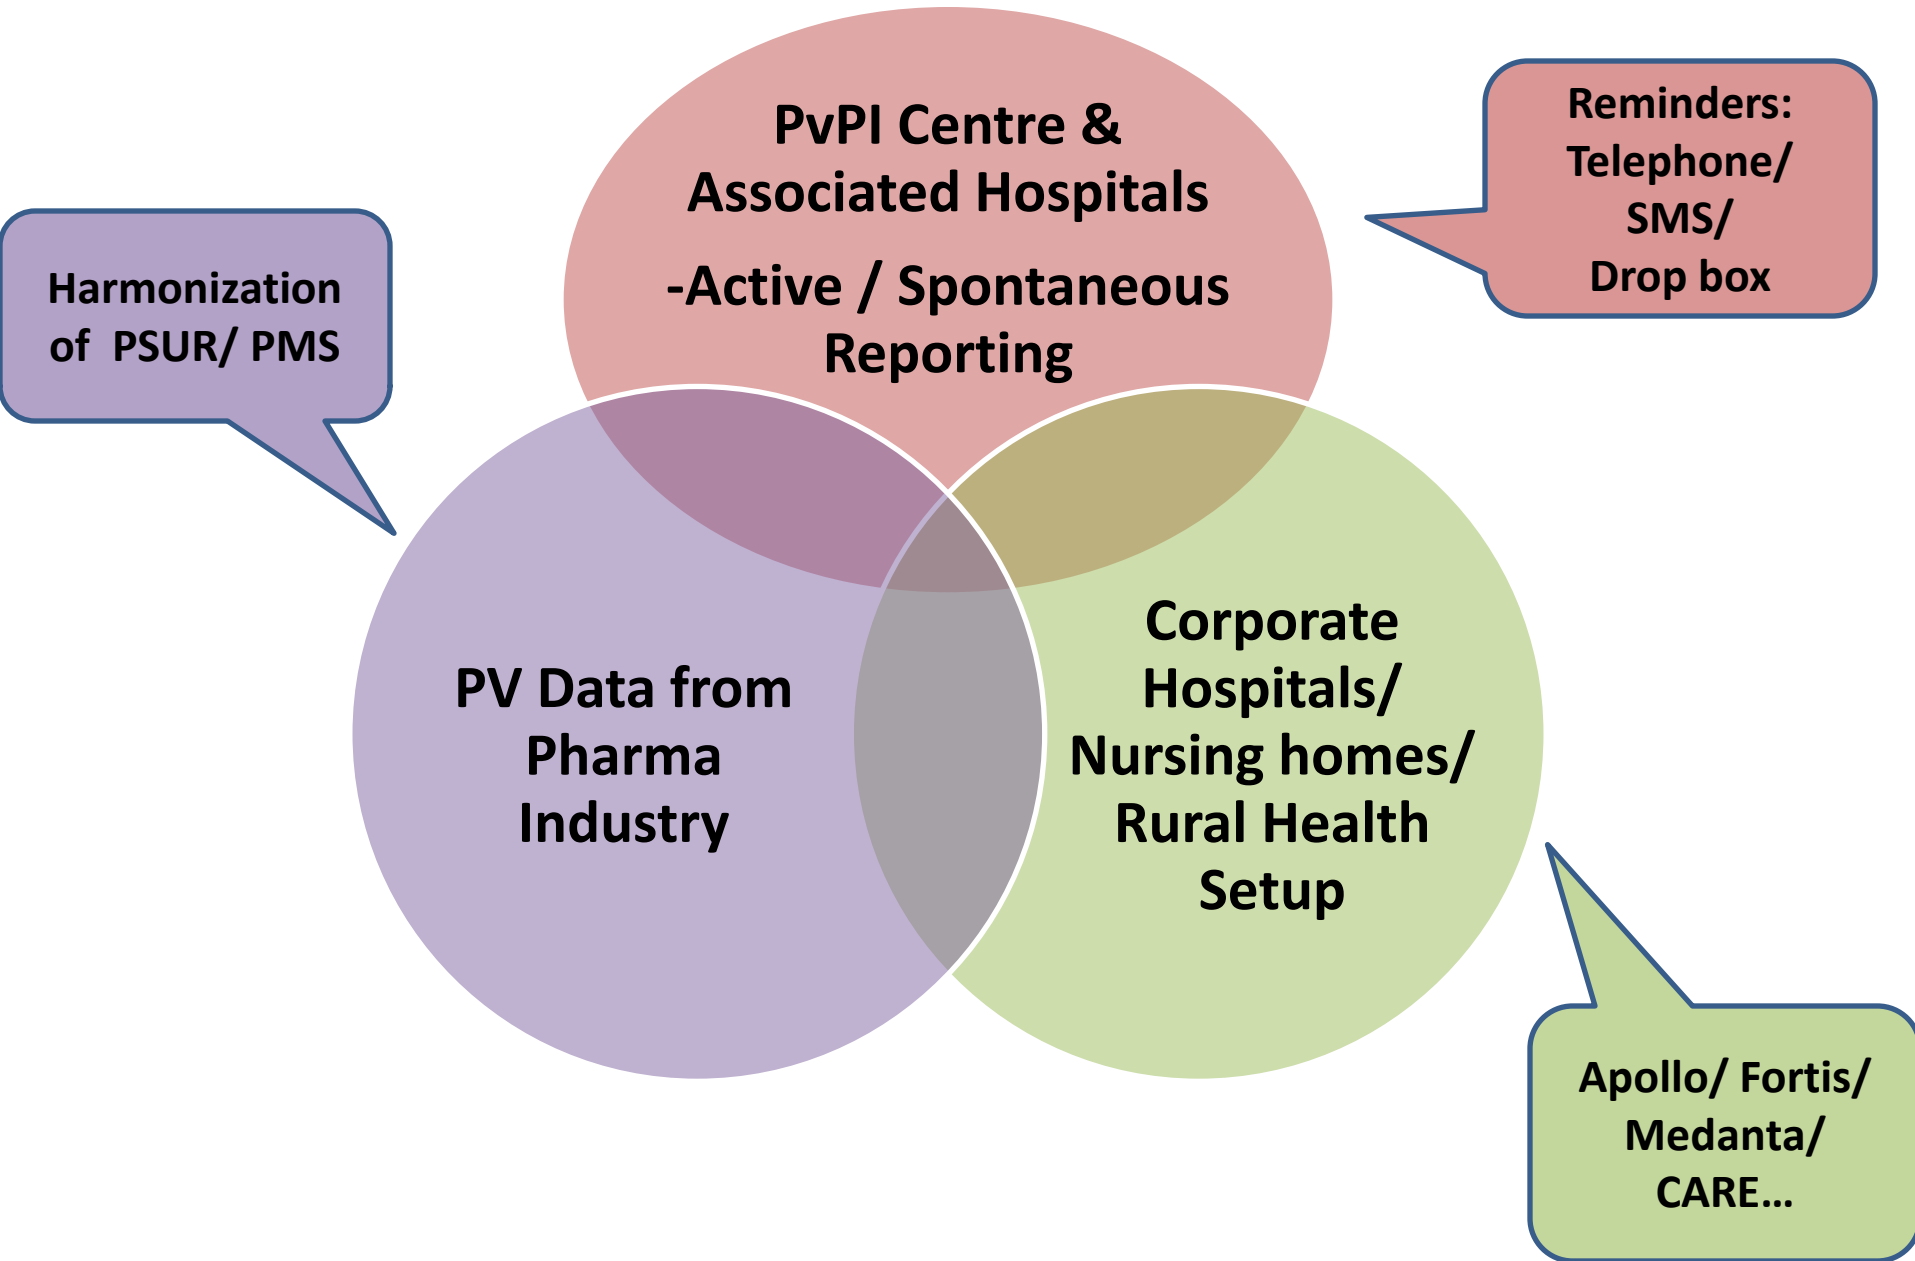 PvPI Centre &
Associated Hospitals
-Active / Spontaneous
Reporting
Reminders:
Telephone/
SMS/
Drop box
Harmonization
of  PSUR/ PMS
PV Data from
Pharma
Industry
Corporate
Hospitals/
Nursing homes/
Rural Health
Setup
Apollo/ Fortis/
Medanta/
CARE…